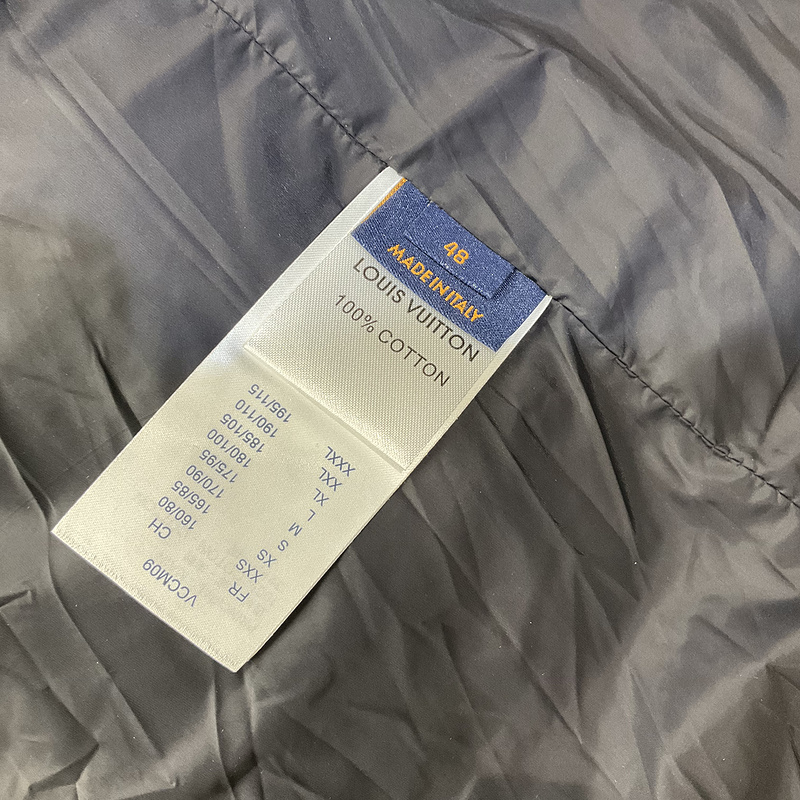 48
MADE IN ITALY
LOUIS VUITTON
100% COTTON
VCCM09
FR CH
XXS 160/80
XS 165/85
S 170/90
M 175/95
L 180/100
XL 185/105
XXL 190/110
XXXL 195/115